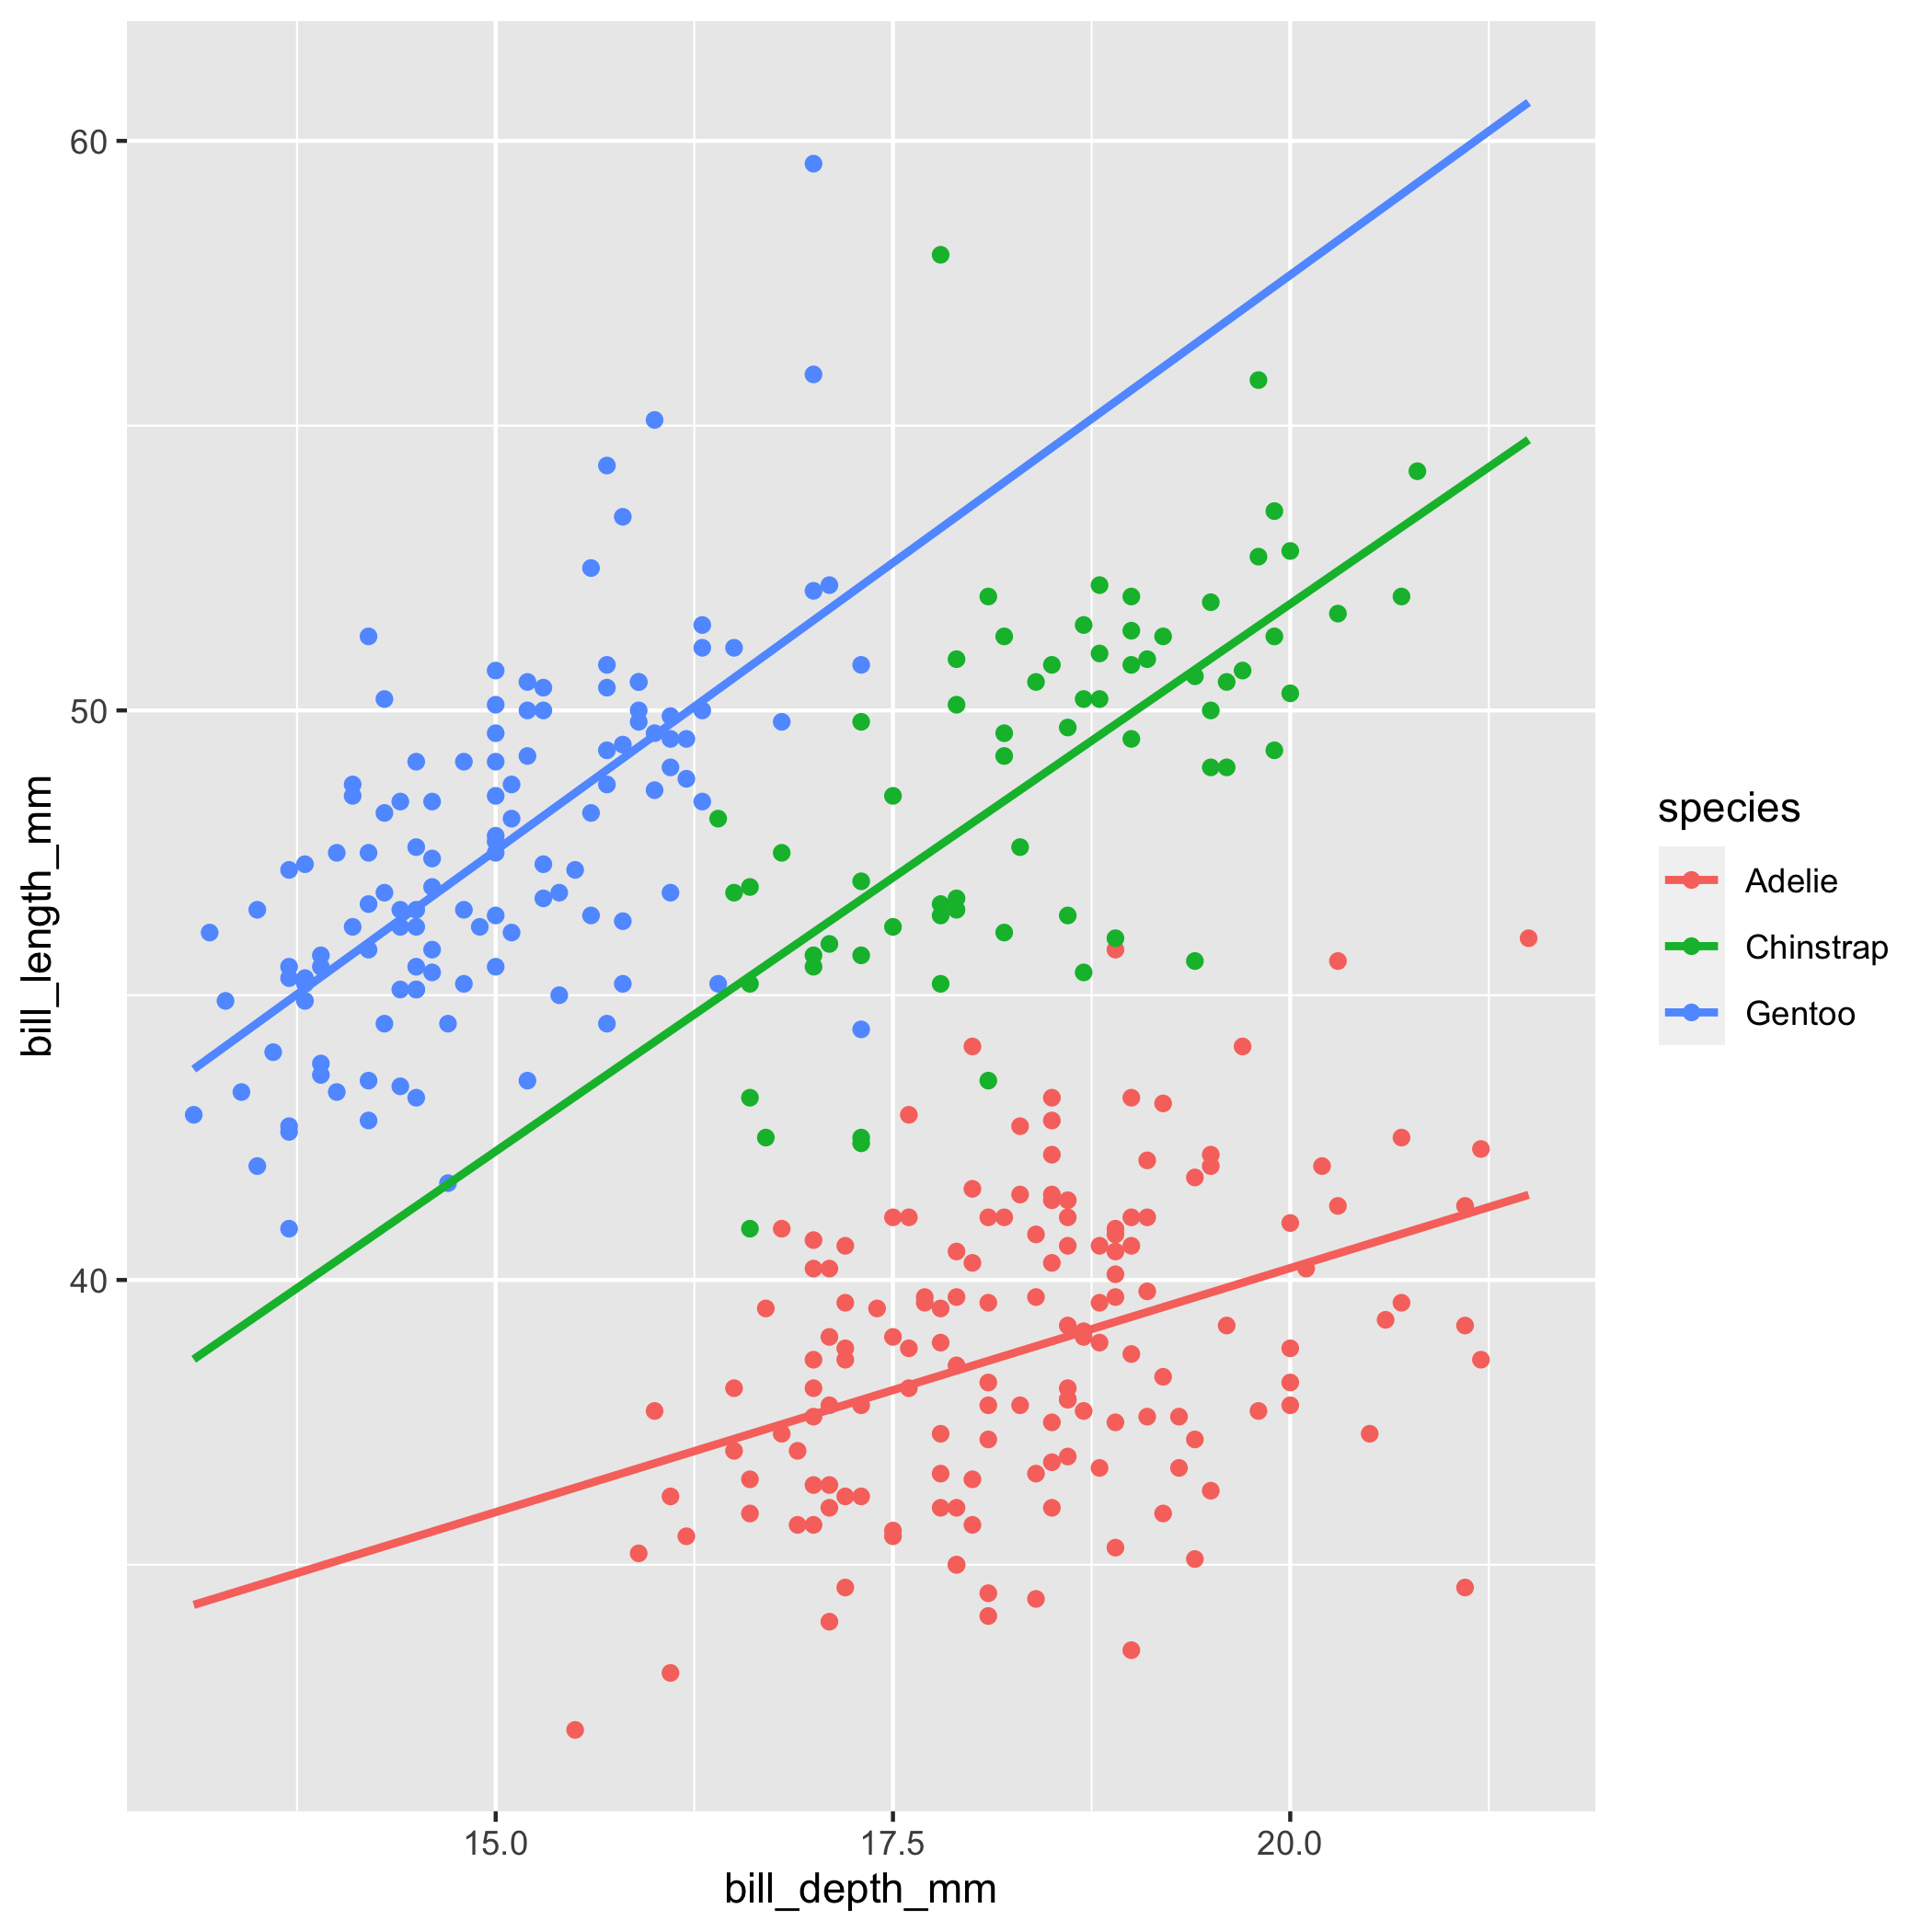 60
50
40
bill_length_mm
15.0 17.5 20.0
bill_depth_mm
species
Adelie
Chinstrap
Gentoo